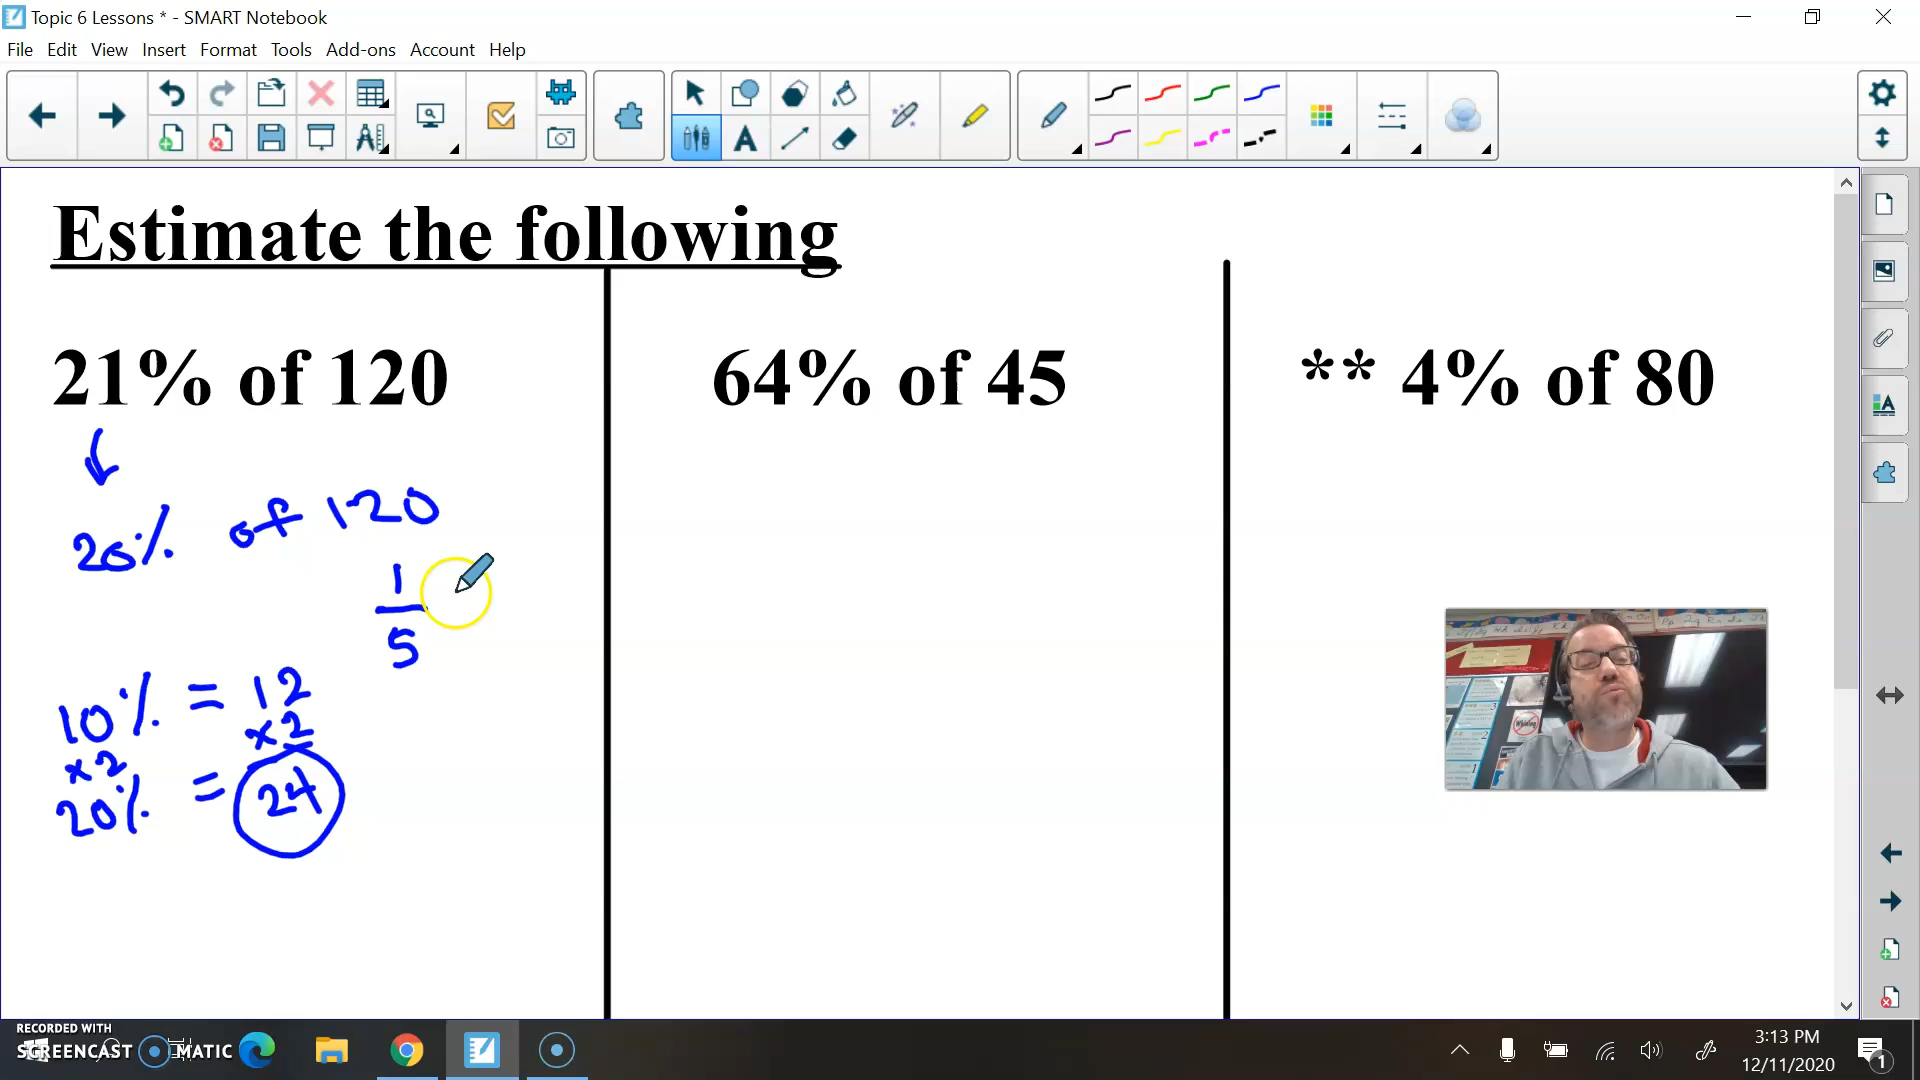 Topic 6 Lessons * - SMART Notebook
File Edit View Insert Format Tools Add-ons Account Help
Estimate the following
21% of 120
20% of 120
1
5
10% = 12
x2 x2
20% = 24
64% of 45
** 4% of 80
RECORDED WITH
SCREENCAST MATIC
3:13 PM
12/11/2020
1